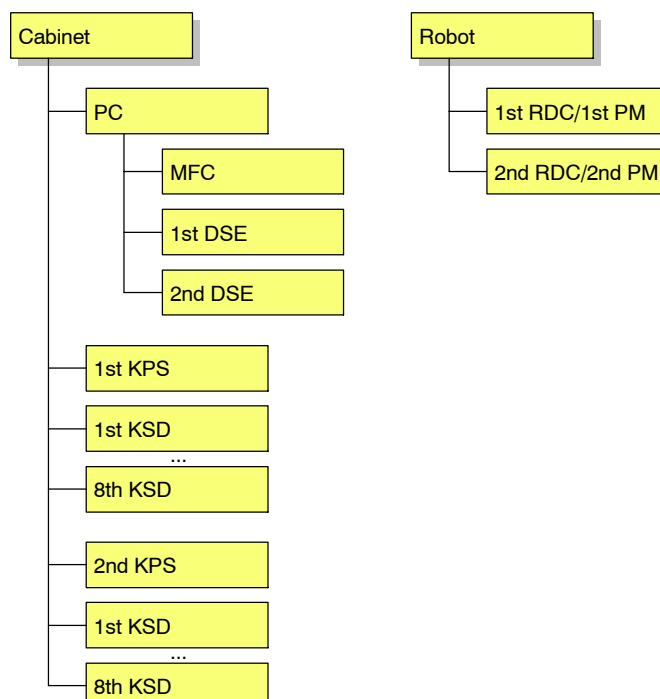 Cabinet
PC
MFC
1st DSE
2nd DSE
1st KPS
1st KSD
...
8th KSD
2nd KPS
1st KSD
...
8th KSD
Robot
1st RDC/1st PM
2nd RDC/2nd PM